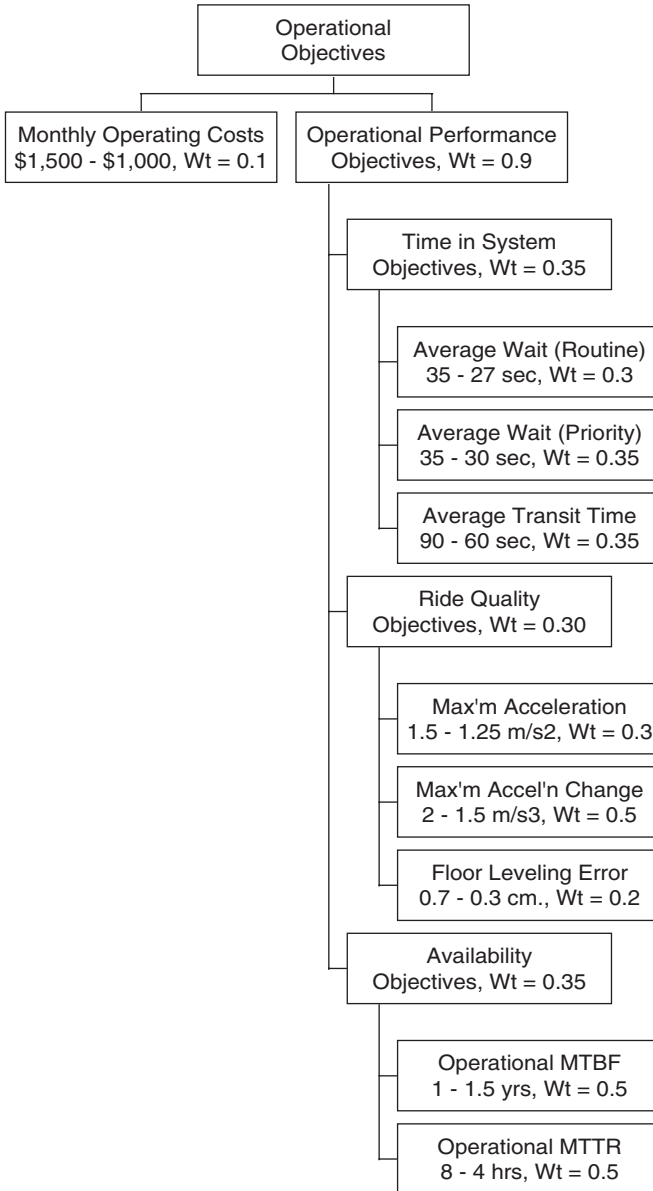 Operational
Objectives
Monthly Operating Costs
$1,500 - $1,000, Wt = 0.1
Operational Performance
Objectives, Wt = 0.9
Time in System
Objectives, Wt = 0.35
Average Wait (Routine)
35 - 27 sec, Wt = 0.3
Average Wait (Priority)
35 - 30 sec, Wt = 0.35
Average Transit Time
90 - 60 sec, Wt = 0.35
Ride Quality
Objectives, Wt = 0.30
Max'm Acceleration
1.5 - 1.25 m/s2, Wt = 0.3
Max'm Accel'n Change
2 - 1.5 m/s3, Wt = 0.5
Floor Leveling Error
0.7 - 0.3 cm., Wt = 0.2
Availability
Objectives, Wt = 0.35
Operational MTBF
1 - 1.5 yrs, Wt = 0.5
Operational MTTR
8 - 4 hrs, Wt = 0.5